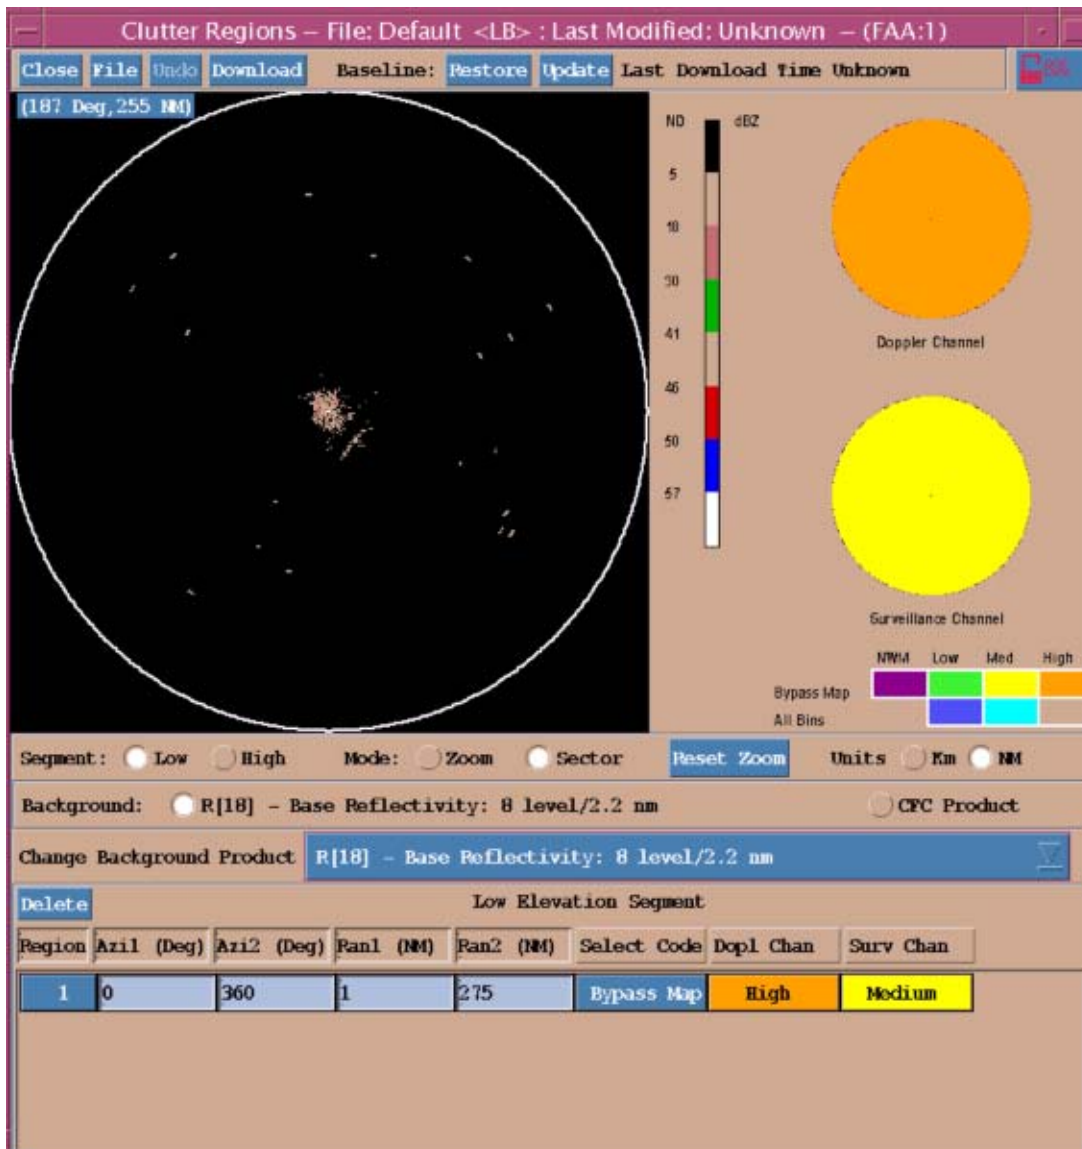 Clutter Regions – File: Default <LB> : Last Modified: Unknown – (FAA:1)
Close File Undo Download Baseline: Restore Update Last Download Time Unknown
(187 Deg,255 NM)
ND dBZ
5
18
30
41
46
50
57
Doppler Channel
Surveillance Channel
NWM Low Med High
Bypass Map
All Bins
Segment: Low High Mode: Zoom Sector Reset Zoom Units Km NM
Background: R[18] – Base Reflectivity: 8 level/2.2 nm CFC Product
Change Background Product R[18] – Base Reflectivity: 8 level/2.2 nm
Delete Low Elevation Segment
Region Azi1 (Deg) Azi2 (Deg) Ran1 (NM) Ran2 (NM) Select Code Dopl Chan Surv Chan
1 0 360 1 275 Bypass Map High Medium